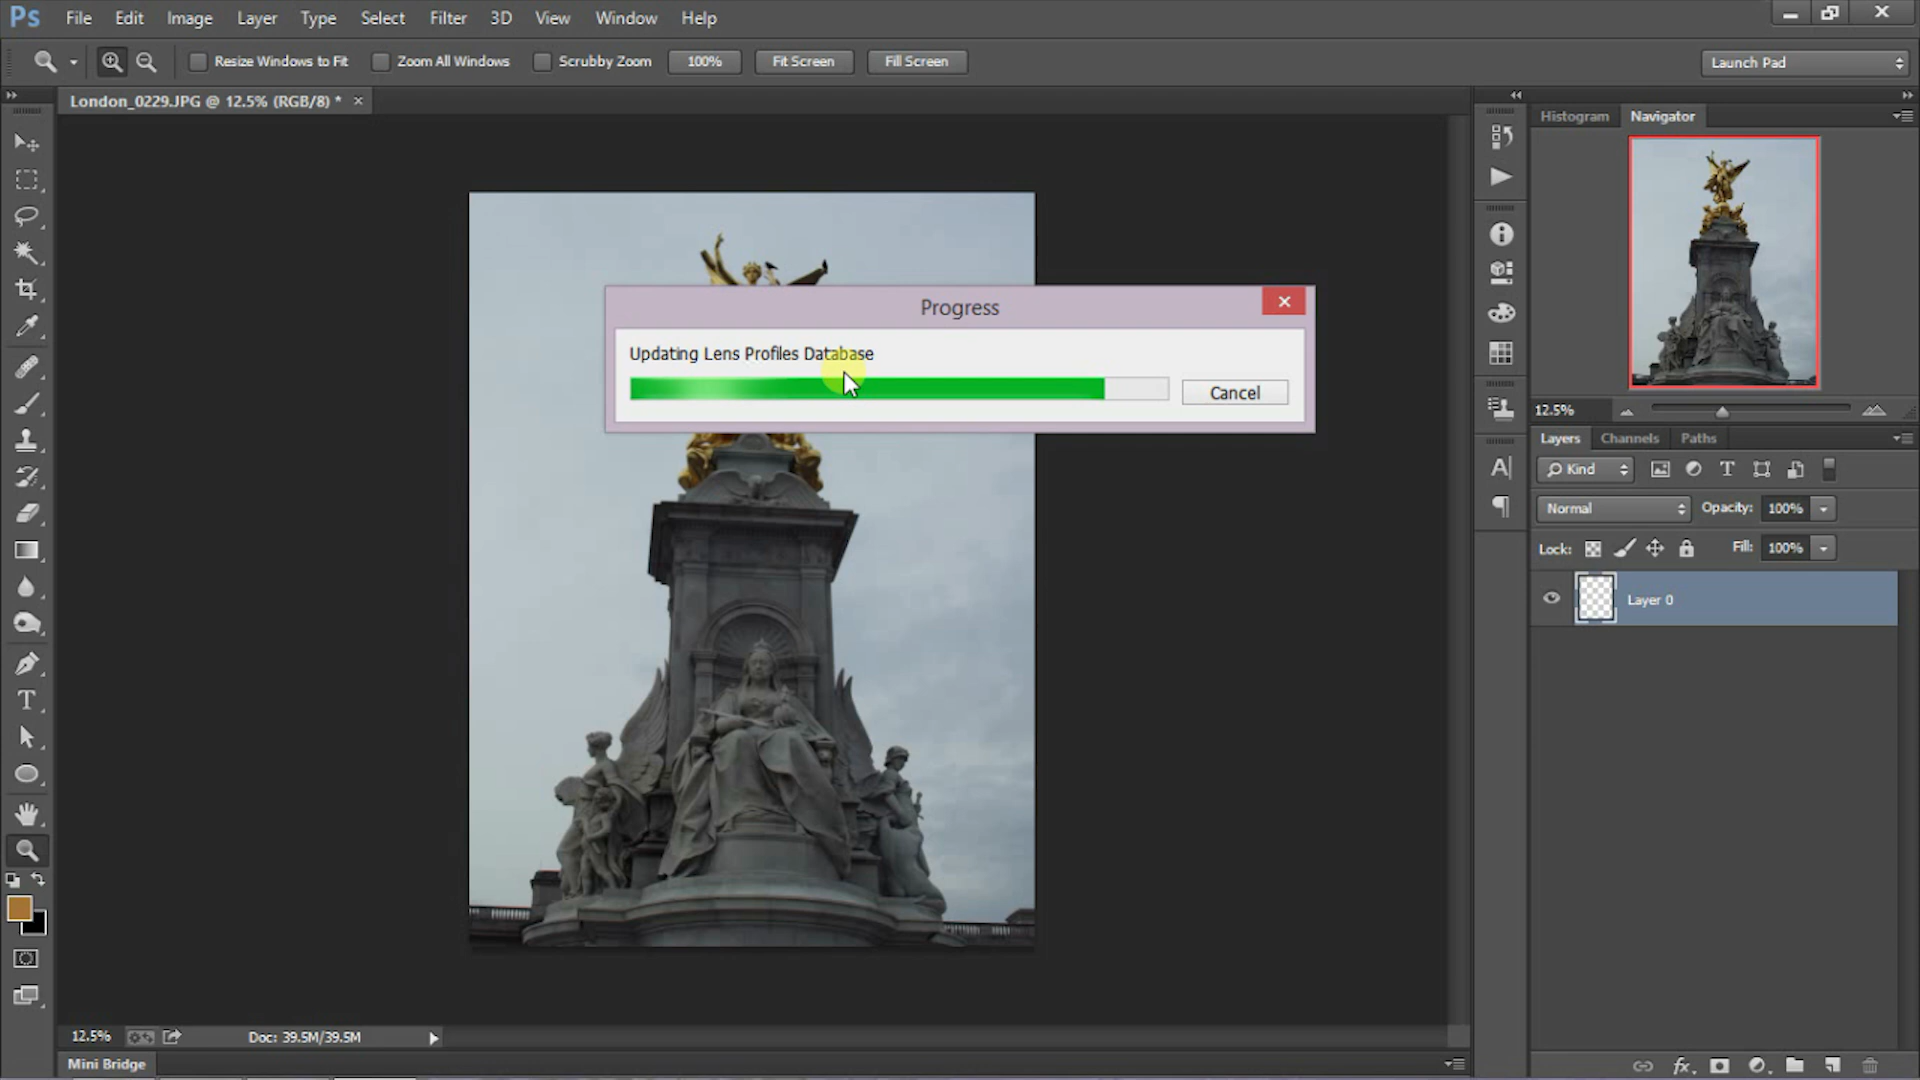 Ps File Edit Image Layer Type Select Filter 3D View Window Help
Resize Windows to Fit Zoom All Windows Scrubby Zoom 100% Fit Screen Fill Screen Launch Pad
London_0229.JPG @ 12.5% (RGB/8) * ×
Histogram Navigator
Progress
Updating Lens Profiles Database
Cancel
12.5%
Layers Channels Paths
Kind
Normal Opacity: 100%
Lock: Fill: 100%
Layer 0
12.5% Doc: 39.5M/39.5M
Mini Bridge